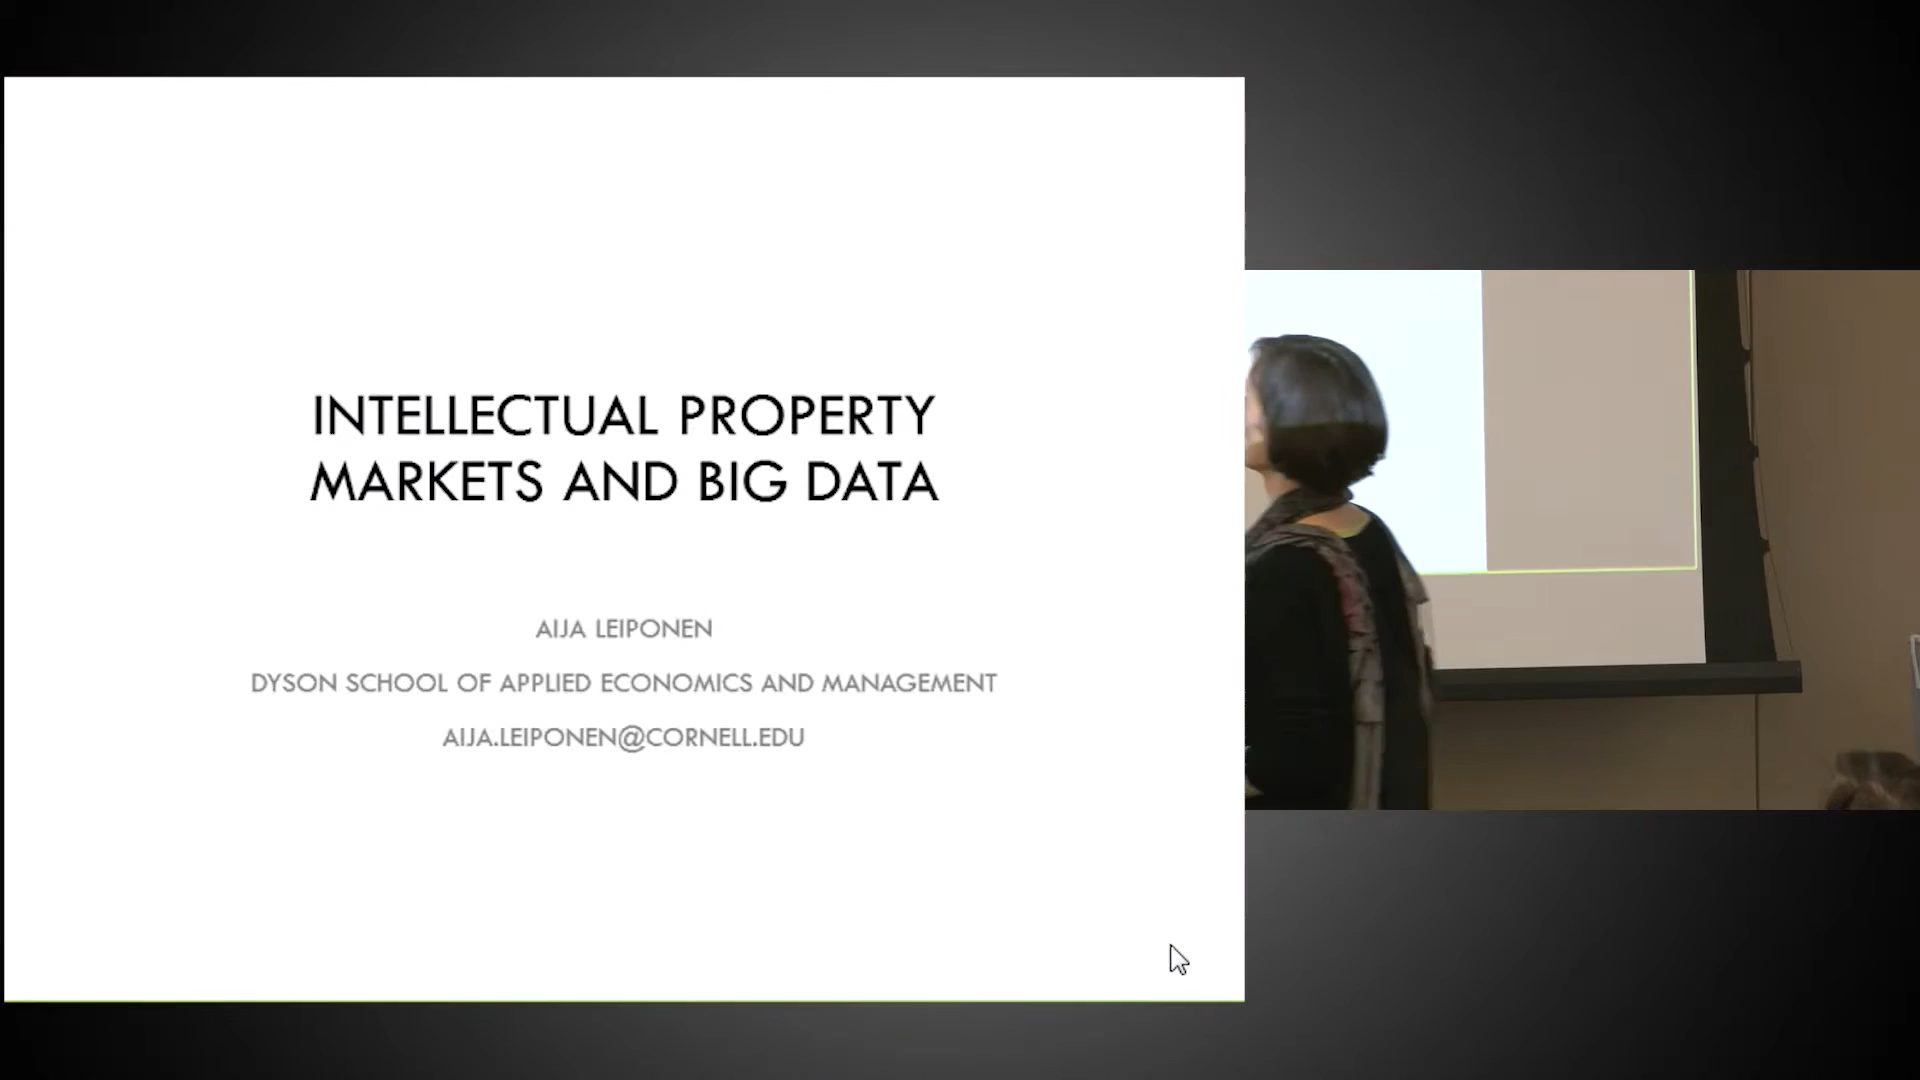 INTELLECTUAL PROPERTY
MARKETS AND BIG DATA
AIJA LEIPONEN
DYSON SCHOOL OF APPLIED ECONOMICS AND MANAGEMENT
AIJA.LEIPONEN@CORNELL.EDU